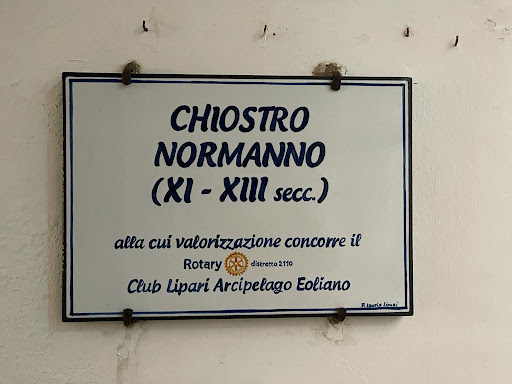 CHIOSTRO
NORMANNO
(XI - XIII secc.)
alla cui valorizzazione concorre il
Rotary distretto 2110
Club Lipari Arcipelago Eoliano